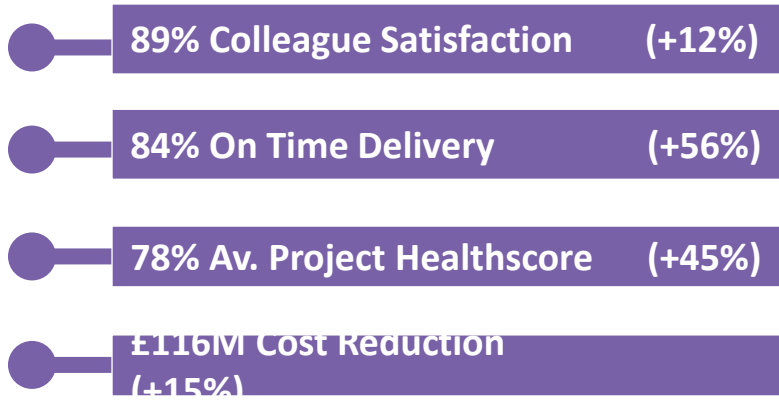 89% Colleague Satisfaction (+12%)
84% On Time Delivery (+56%)
78% Av. Project Healthscore (+45%)
£116M Cost Reduction
(+15%)